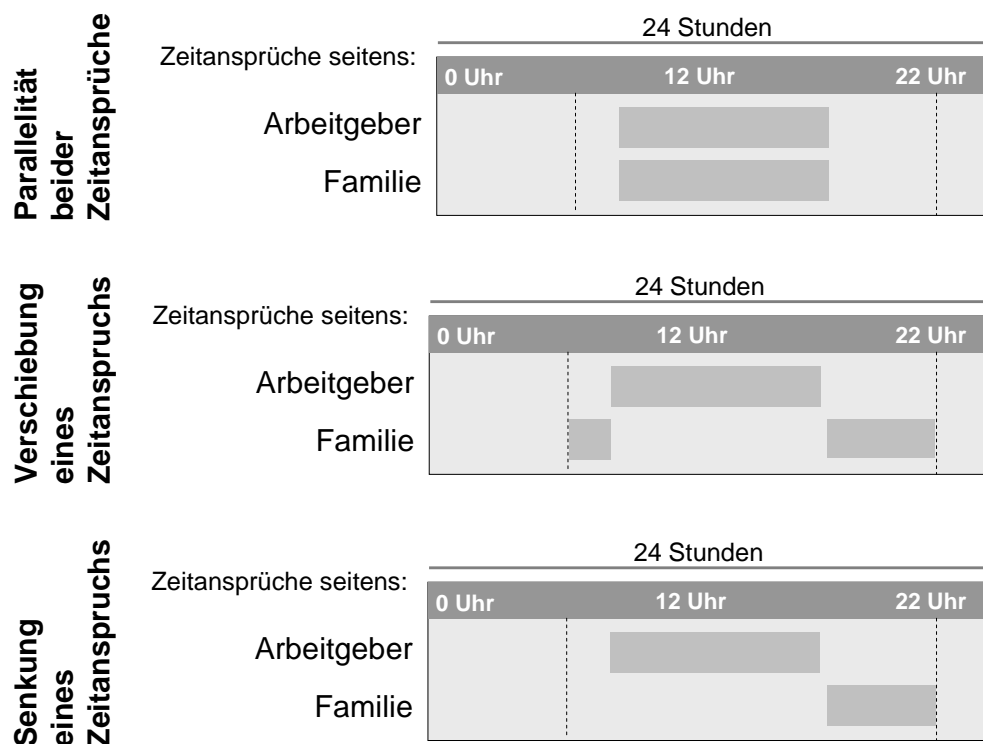 Parallelität
beider
Zeitansprüche
24 Stunden
Zeitansprüche seitens:
0 Uhr 12 Uhr 22 Uhr
Arbeitgeber
Familie
Verschiebung
eines
Zeitanspruchs
24 Stunden
Zeitansprüche seitens:
0 Uhr 12 Uhr 22 Uhr
Arbeitgeber
Familie
Senkung
eines
Zeitanspruchs
24 Stunden
Zeitansprüche seitens:
0 Uhr 12 Uhr 22 Uhr
Arbeitgeber
Familie